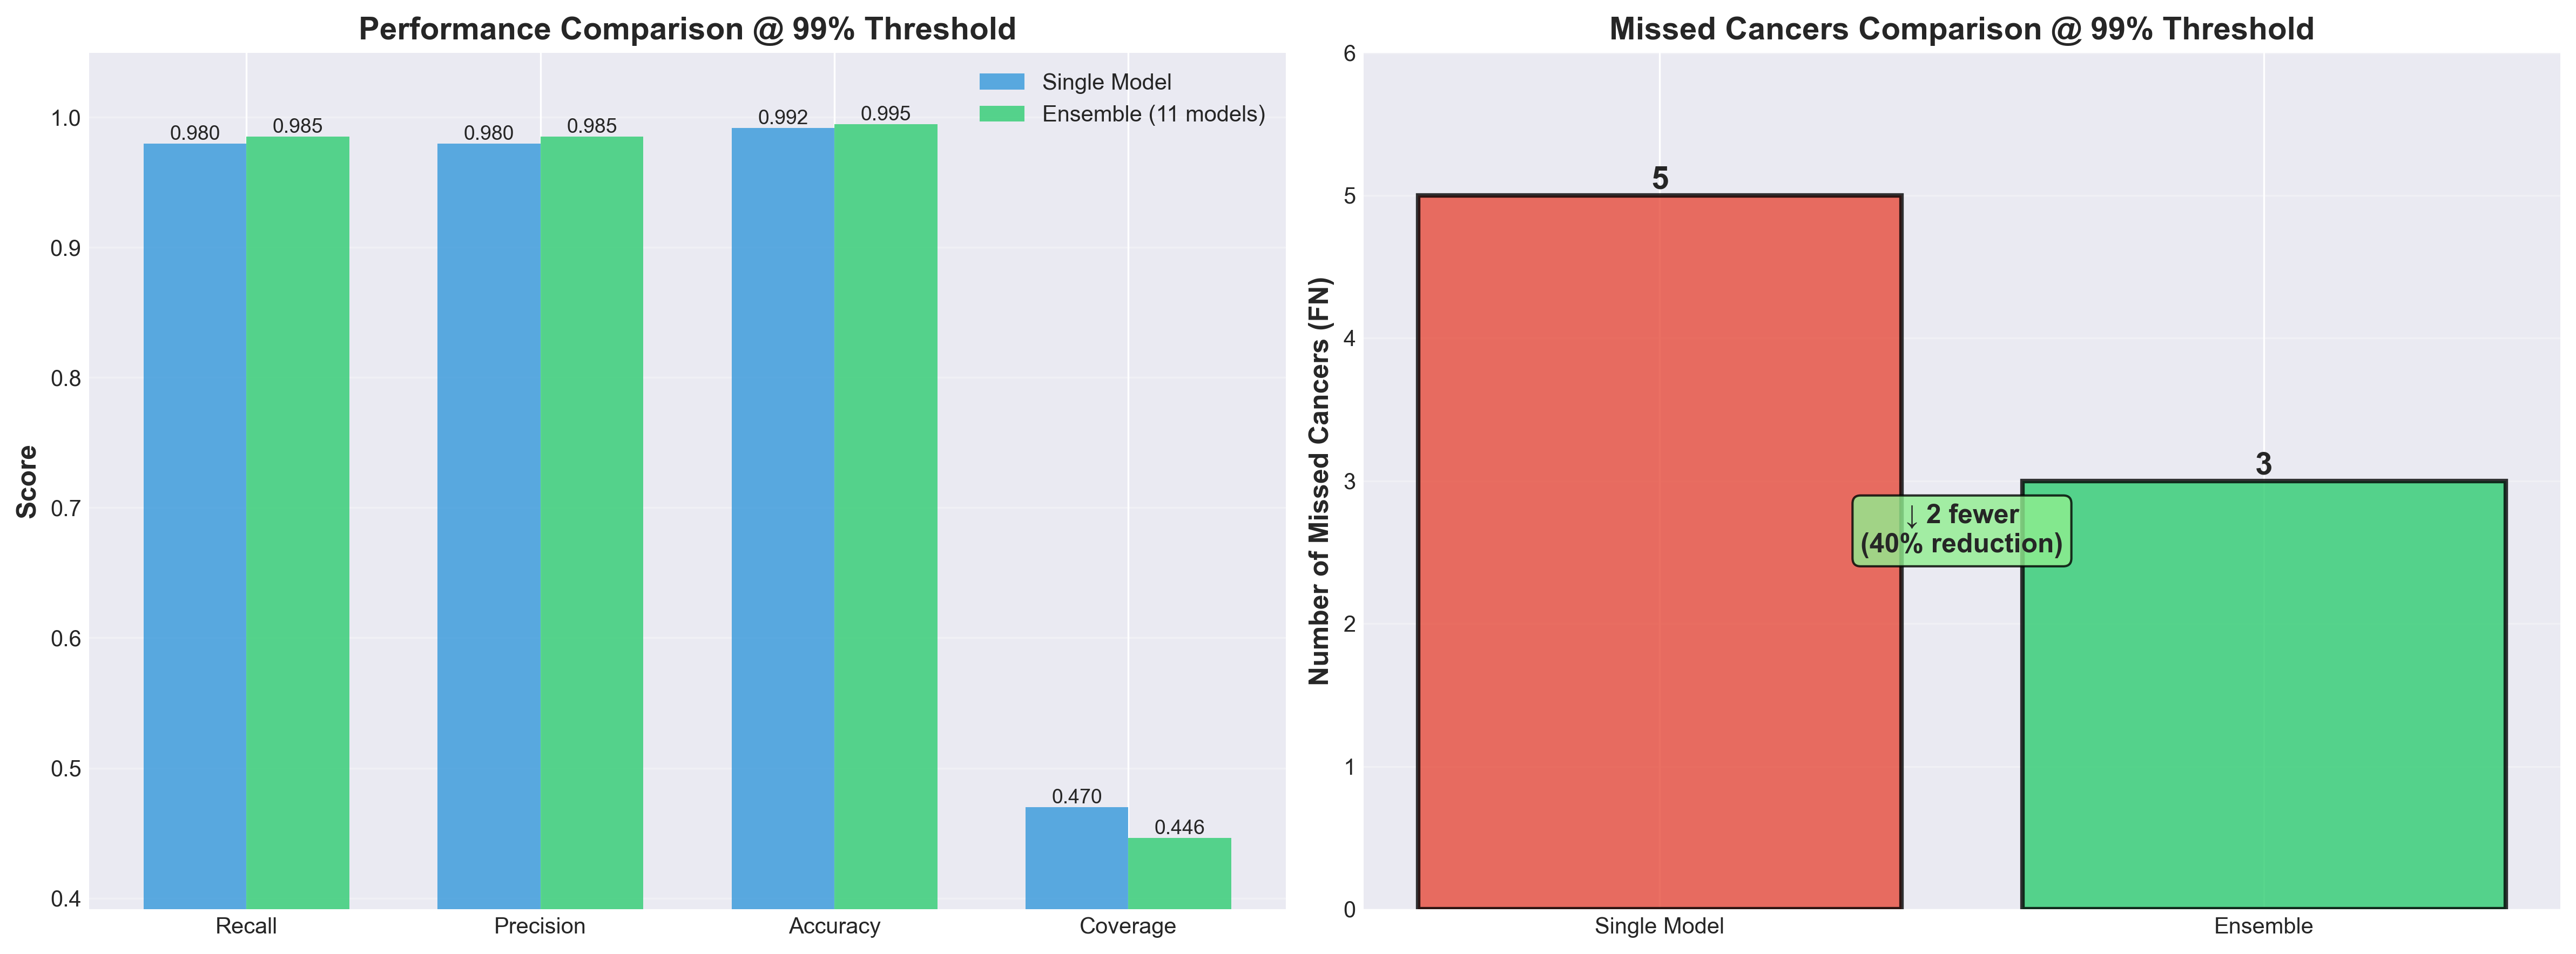 Performance Comparison @ 99% Threshold
Single Model
Ensemble (11 models)
Score
1.0
0.9
0.8
0.7
0.6
0.5
0.4
0.980
0.985
0.980
0.985
0.992
0.995
0.470
0.446
Recall
Precision
Accuracy
Coverage
Missed Cancers Comparison @ 99% Threshold
Number of Missed Cancers (FN)
6
5
4
3
2
1
0
5
3
↓ 2 fewer
(40% reduction)
Single Model
Ensemble